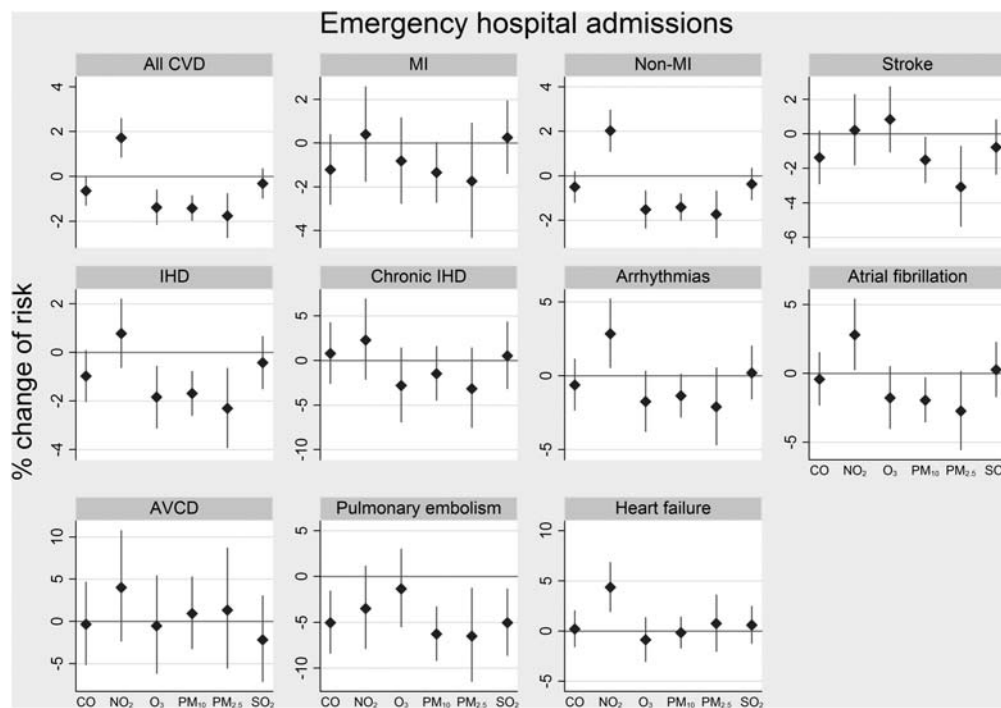 Emergency hospital admissions
All CVD MI Non-MI Stroke
4 2 0 -2
2 0 -2 -4
4 2 0 -2
2 0 -2 -4 -6
% change of risk
IHD Chronic IHD Arrhythmias Atrial fibrillation
2 0 -2 -4
5 0 -5 -10
5 0 -5
5 0 -5
CO NO₂ O₃ PM₁₀ PM₂.₅ SO
AVCD Pulmonary embolism Heart failure
10 5 0 -5
5 0 -5 -10
10 5 0 -5
CO NO₂ O₃ PM₁₀ PM₂.₅ SO₂
CO NO₂ O₃ PM₁₀ PM₂.₅ SO₂
CO NO₂ O₃ PM₁₀ PM₂.₅ SO₂